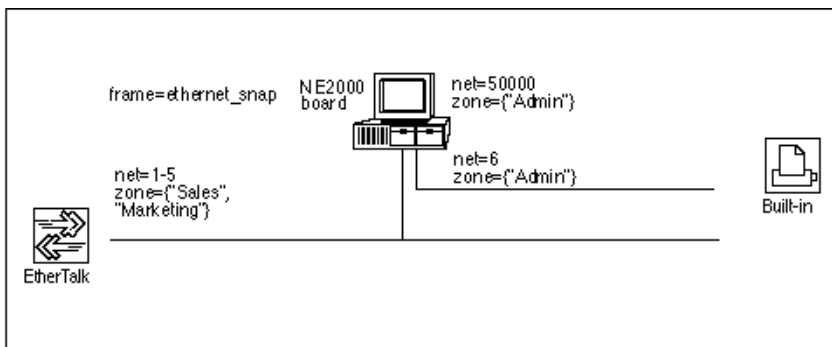 frame=ethernet_snap
NE2000
board
net=50000
zone={"Admin"}
net=6
zone={"Admin"}
net=1-5
zone={"Sales",
"Marketing"}
EtherTalk
Built-in